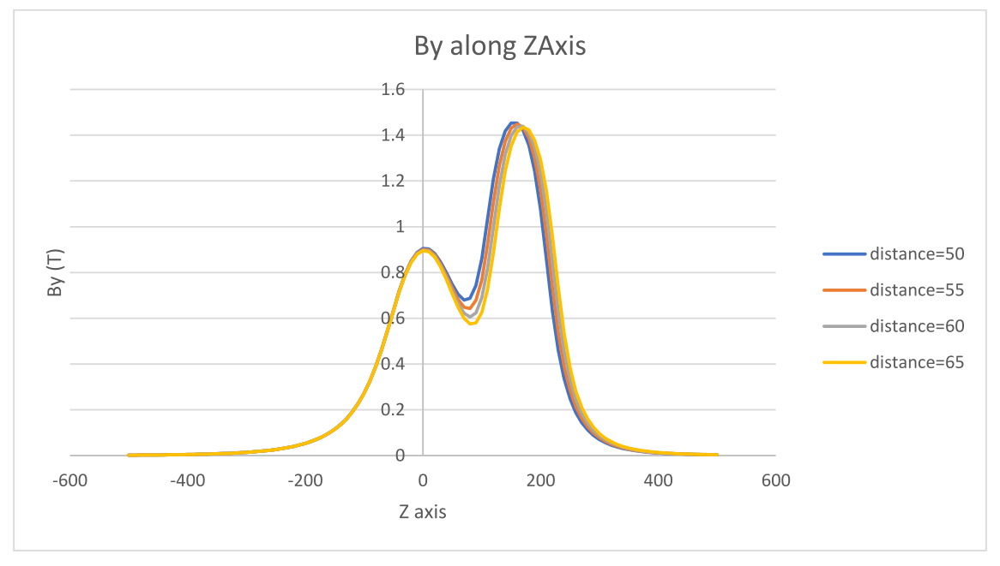 By along ZAxis
1.6
1.4
1.2
1
0.8
0.6
0.4
0.2
0
By (T)
-600 -400 -200 0 200 400 600
Z axis
distance=50
distance=55
distance=60
distance=65